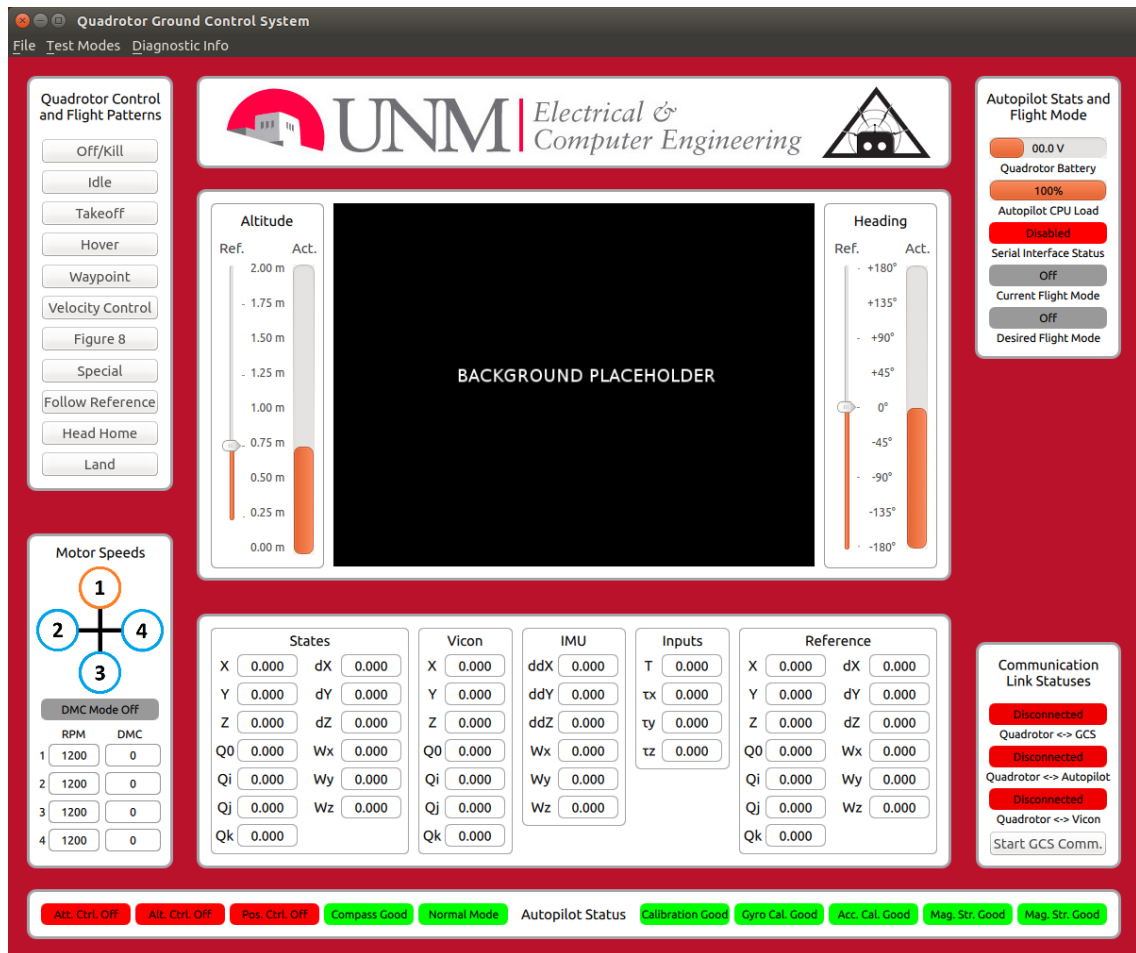 Quadrotor Ground Control System
File Test Modes Diagnostic Info
Quadrotor Control
and Flight Patterns
Off/Kill
Idle
Takeoff
Hover
Waypoint
Velocity Control
Figure 8
Special
Follow Reference
Head Home
Land
UNM
Electrical &
Computer Engineering
Autopilot Stats and
Flight Mode
00.0 V
Quadrotor Battery
100%
Autopilot CPU Load
Disabled
Serial Interface Status
Off
Current Flight Mode
Off
Desired Flight Mode
Altitude
Ref. Act.
2.00 m
1.75 m
1.50 m
1.25 m
1.00 m
0.75 m
0.50 m
0.25 m
0.00 m
BACKGROUND PLACEHOLDER
Heading
Ref. Act.
+180°
+135°
+90°
+45°
0°
-45°
-90°
-135°
-180°
Motor Speeds
1
2 4
3
DMC Mode Off
RPM DMC
1 1200 0
2 1200 0
3 1200 0
4 1200 0
States
X 0.000 dX 0.000
Y 0.000 dY 0.000
Z 0.000 dZ 0.000
Q0 0.000 Wx 0.000
Qi 0.000 Wy 0.000
Qj 0.000 Wz 0.000
Qk 0.000
Vicon
X 0.000
Y 0.000
Z 0.000
Q0 0.000
Qi 0.000
Qj 0.000
Qk 0.000
IMU
ddX 0.000
ddY 0.000
ddZ 0.000
Wx 0.000
Wy 0.000
Wz 0.000
Inputs
T 0.000
τx 0.000
τy 0.000
τz 0.000
Reference
X 0.000 dX 0.000
Y 0.000 dY 0.000
Z 0.000 dZ 0.000
Q0 0.000 Wx 0.000
Qi 0.000 Wy 0.000
Qj 0.000 Wz 0.000
Qk 0.000
Communication
Link Statuses
Disconnected
Quadrotor <-> GCS
Disconnected
Quadrotor <-> Autopilot
Disconnected
Quadrotor <-> Vicon
Start GCS Comm.
Att. Ctrl. Off Alt. Ctrl. Off Pos. Ctrl. Off Compass Good Normal Mode Autopilot Status Calibration Good Gyro Cal. Good Acc. Cal. Good Mag. Str. Good Mag. Str. Good